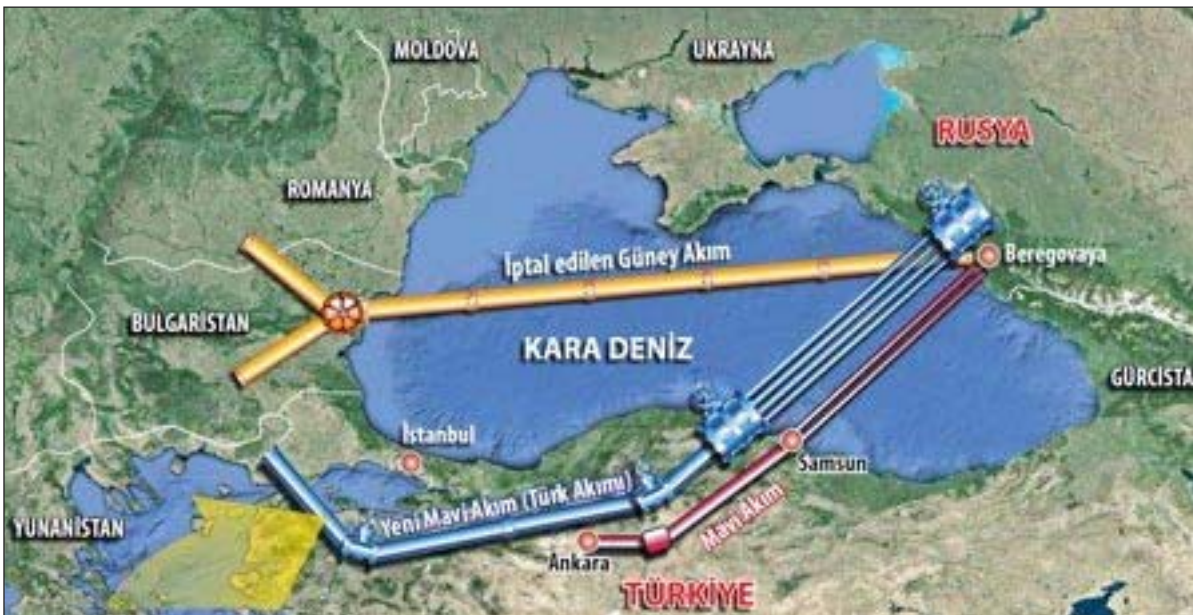 MOLDOVA
UKRAYNA
RUSYA
ROMANYA
İptal edilen Güney Akım
Beregovaya
BULGARİSTAN
KARA DENİZ
GÜRCİSTA
İstanbul
Samsun
YUNANİSTAN
Yeni Mavi Akım (Türk Akımı)
Mavi Akım
Ankara
TÜRKİYE